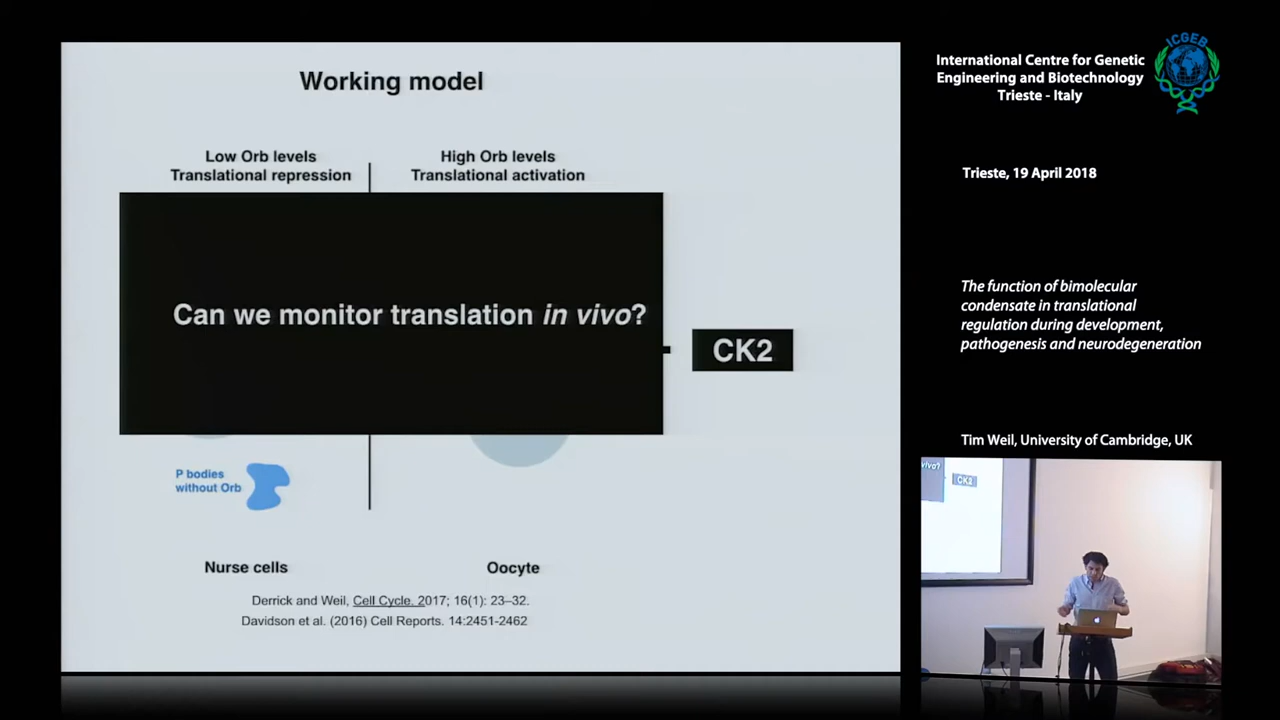 Working model
Low Orb levels
Translational repression
High Orb levels
Translational activation
Can we monitor translation in vivo?
CK2
P bodies
without Orb
Nurse cells
Oocyte
Derrick and Weil, Cell Cycle. 2017; 16(1): 23–32.
Davidson et al. (2016) Cell Reports. 14:2451-2462
International Centre for Genetic
Engineering and Biotechnology
Trieste - Italy
ICGEB
Trieste, 19 April 2018
The function of bimolecular
condensate in translational
regulation during development,
pathogenesis and neurodegeneration
Tim Weil, University of Cambridge, UK
vivo?
CK2